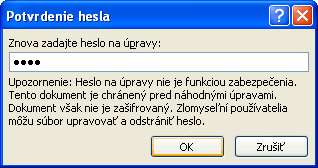 Potvrdenie hesla
Znova zadajte heslo na úpravy:
••••
Upozornenie: Heslo na úpravy nie je funkciou zabezpečenia.
Tento dokument je chránený pred náhodnými úpravami.
Dokument však nie je zašifrovaný. Zlomyseľní používatelia
môžu súbor upravovať a odstrániť heslo.
OK
Zrušiť